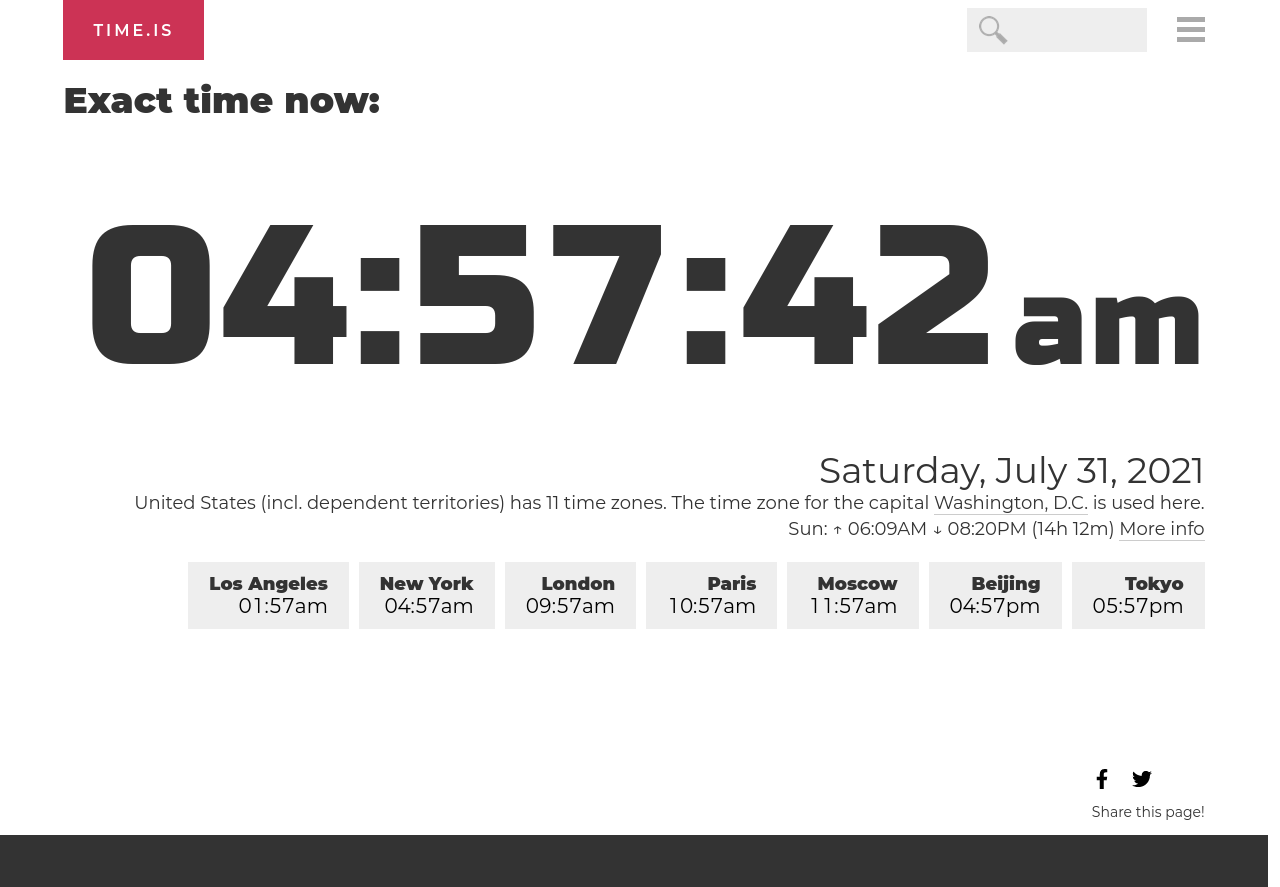 TIME.IS
Exact time now:
04:57:42am
Saturday, July 31, 2021
United States (incl. dependent territories) has 11 time zones. The time zone for the capital Washington, D.C. is used here.
Sun: ↑ 06:09AM ↓ 08:20PM (14h 12m) More info
Los Angeles
01:57am
New York
04:57am
London
09:57am
Paris
10:57am
Moscow
11:57am
Beijing
04:57pm
Tokyo
05:57pm
Share this page!